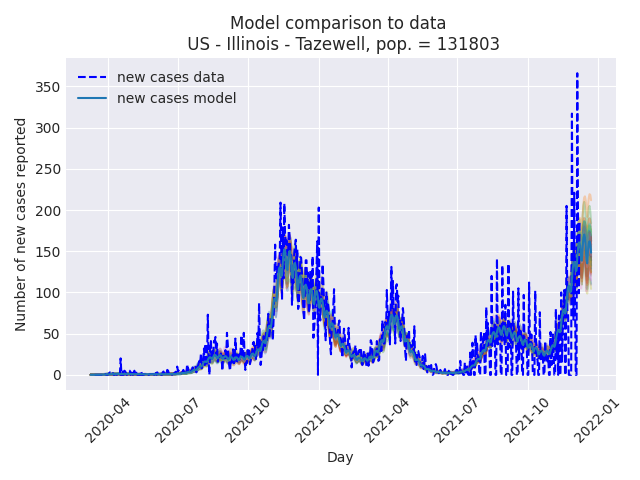 Model comparison to data
US - Illinois - Tazewell, pop. = 131803
new cases data
new cases model
Number of new cases reported
350
300
250
200
150
100
50
0
2020-04
2020-07
2020-10
2021-01
2021-04
2021-07
2021-10
2022-01
Day